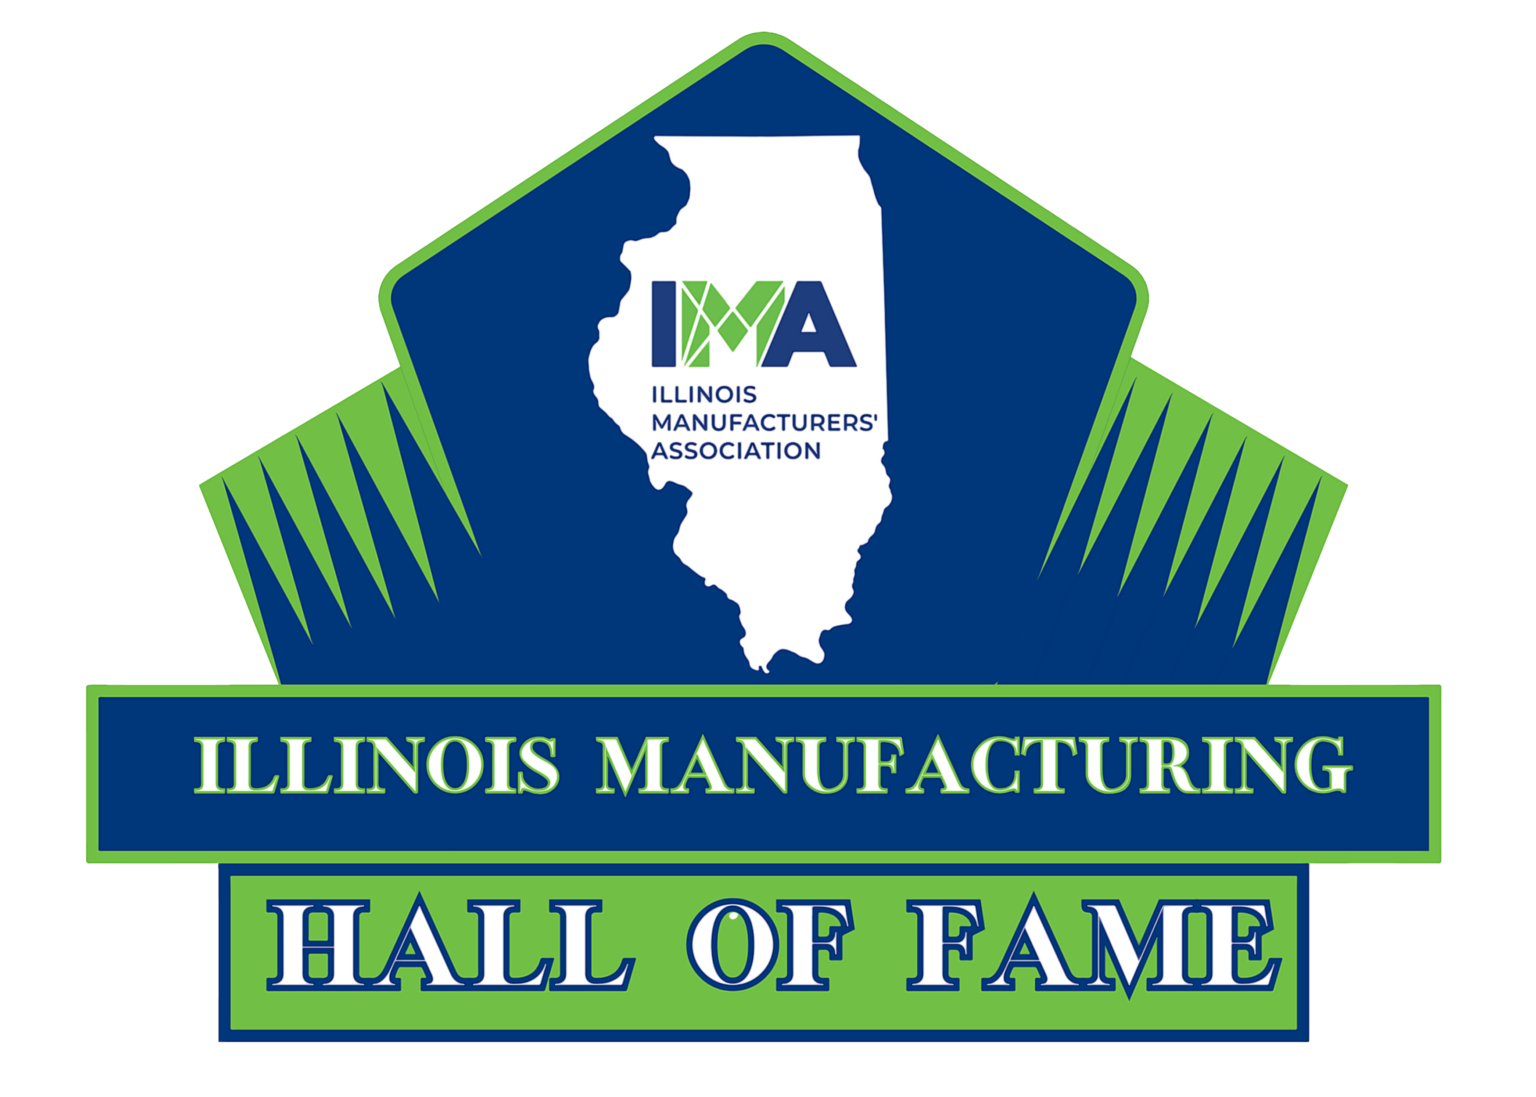 IMA
ILLINOIS
MANUFACTURERS'
ASSOCIATION
ILLINOIS MANUFACTURING
HALL OF FAME